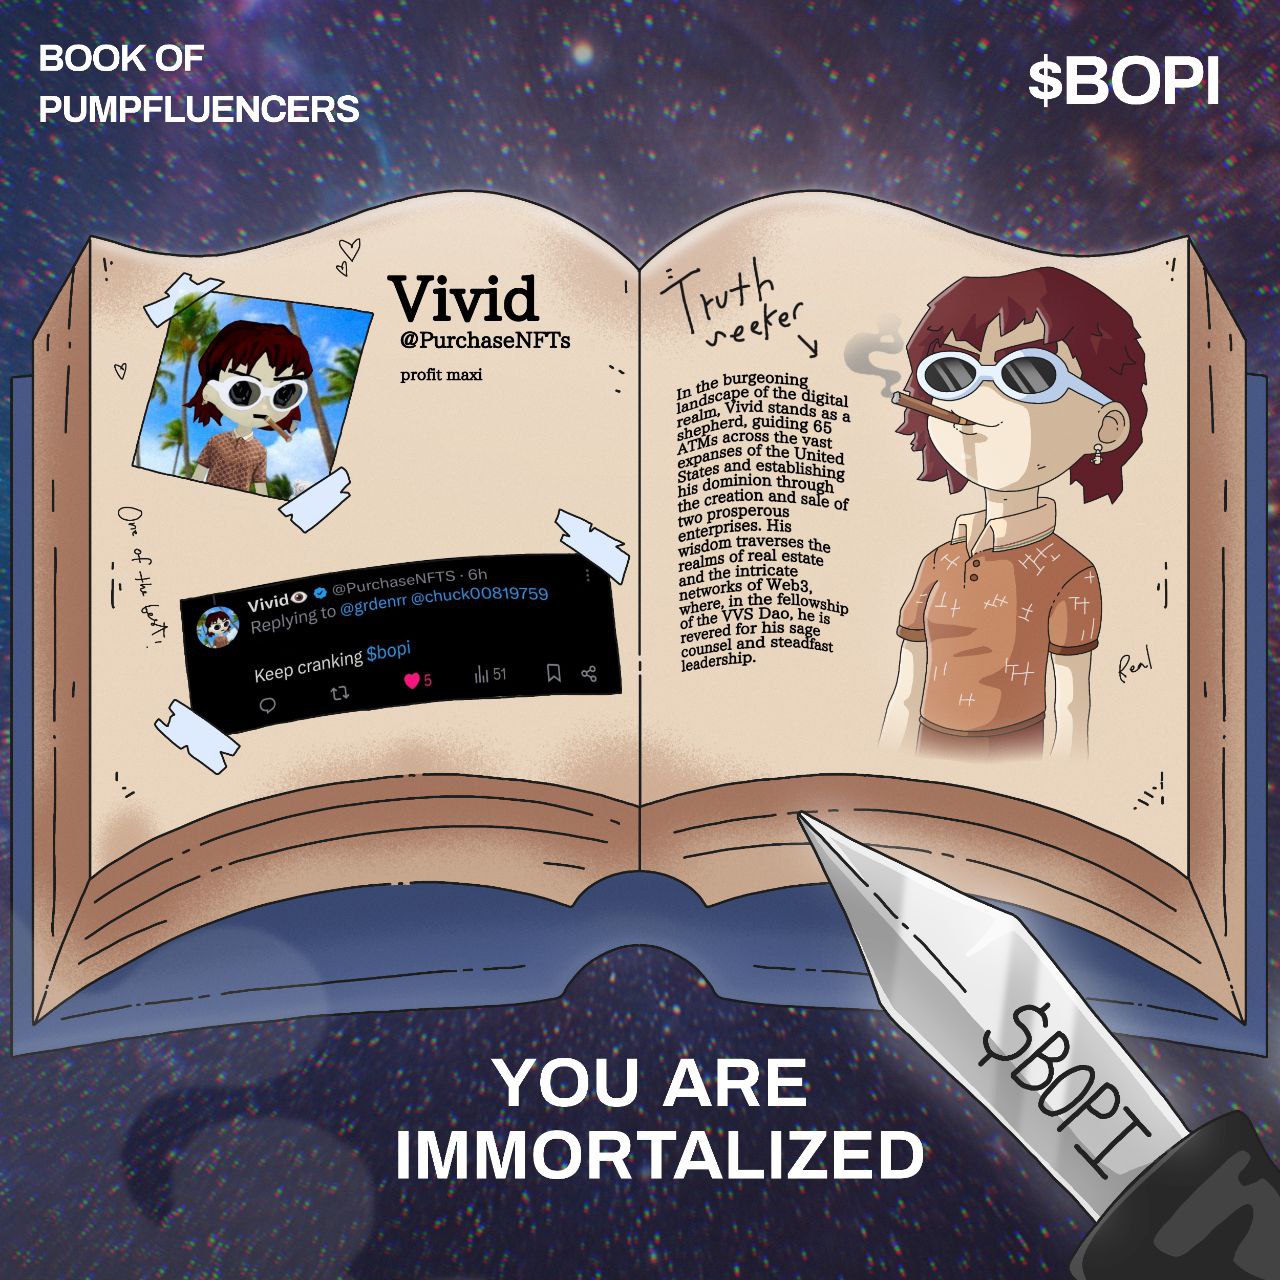 BOOK OF
PUMPFLUENCERS
$BOPI
Vivid
@PurchaseNFTs
profit maxi
One of the best!
Vivid @PurchaseNFTS · 6h
Replying to @grdenrr @chuck00819759
Keep cranking $bopi
5
51
Truth
seeker
In the burgeoning
landscape of the digital
realm, Vivid stands as a
shepherd, guiding 65
ATMs across the vast
expanses of the United
States and establishing
his dominion through
the creation and sale of
two prosperous
enterprises. His
wisdom traverses the
realms of real estate
and the intricate
networks of Web3,
where, in the fellowship
of the VVS Dao, he is
revered for his sage
counsel and steadfast
leadership.
Real
$BOPI
YOU ARE
IMMORTALIZED